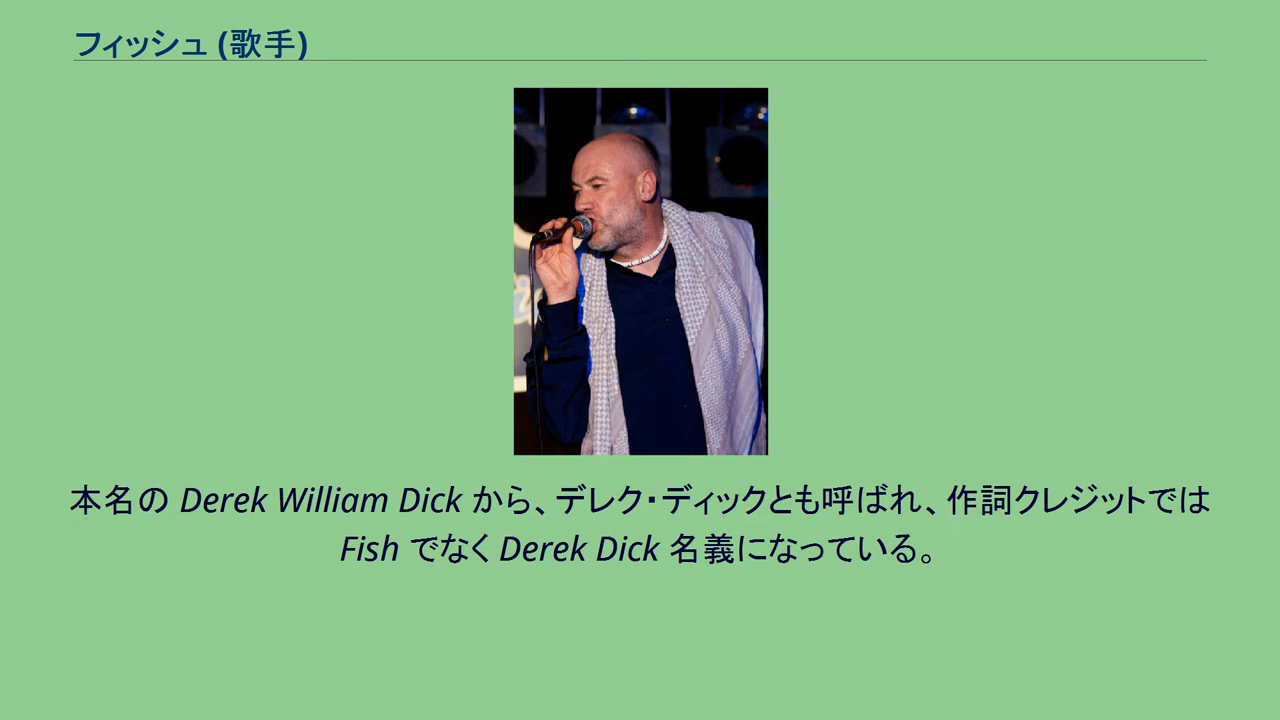 フィッシュ (歌手)
本名の Derek William Dick から、デレク・ディックとも呼ばれ、作詞クレジットでは
Fish でなく Derek Dick 名義になっている。